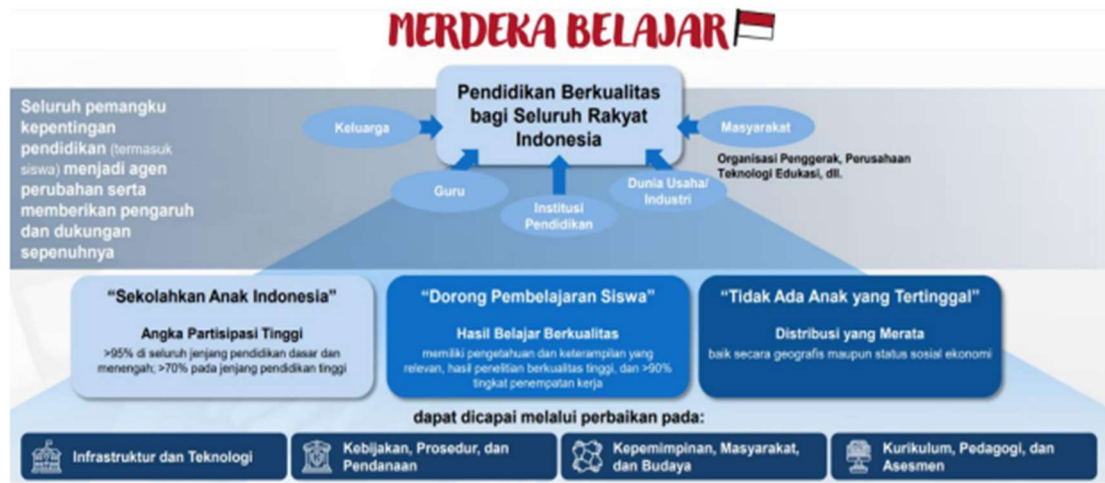 MERDEKA BELAJAR
Seluruh pemangku
kepentingan
pendidikan (termasuk
siswa) menjadi agen
perubahan serta
memberikan pengaruh
dan dukungan
sepenuhnya
Pendidikan Berkualitas
bagi Seluruh Rakyat
Indonesia
Keluarga
Guru
Institusi
Pendidikan
Dunia Usaha/
Industri
Masyarakat
Organisasi Penggerak, Perusahaan
Teknologi Edukasi, dll.
“Sekolahkan Anak Indonesia”
Angka Partisipasi Tinggi
>95% di seluruh jenjang pendidikan dasar dan
menengah; >70% pada jenjang pendidikan tinggi
“Dorong Pembelajaran Siswa”
Hasil Belajar Berkualitas
memiliki pengetahuan dan keterampilan yang
relevan, hasil penelitian berkualitas tinggi, dan >90%
tingkat penempatan kerja
“Tidak Ada Anak yang Tertinggal”
Distribusi yang Merata
baik secara geografis maupun status sosial ekonomi
dapat dicapai melalui perbaikan pada:
Infrastruktur dan Teknologi
Kebijakan, Prosedur, dan
Pendanaan
Kepemimpinan, Masyarakat,
dan Budaya
Kurikulum, Pedagogi, dan
Asesmen